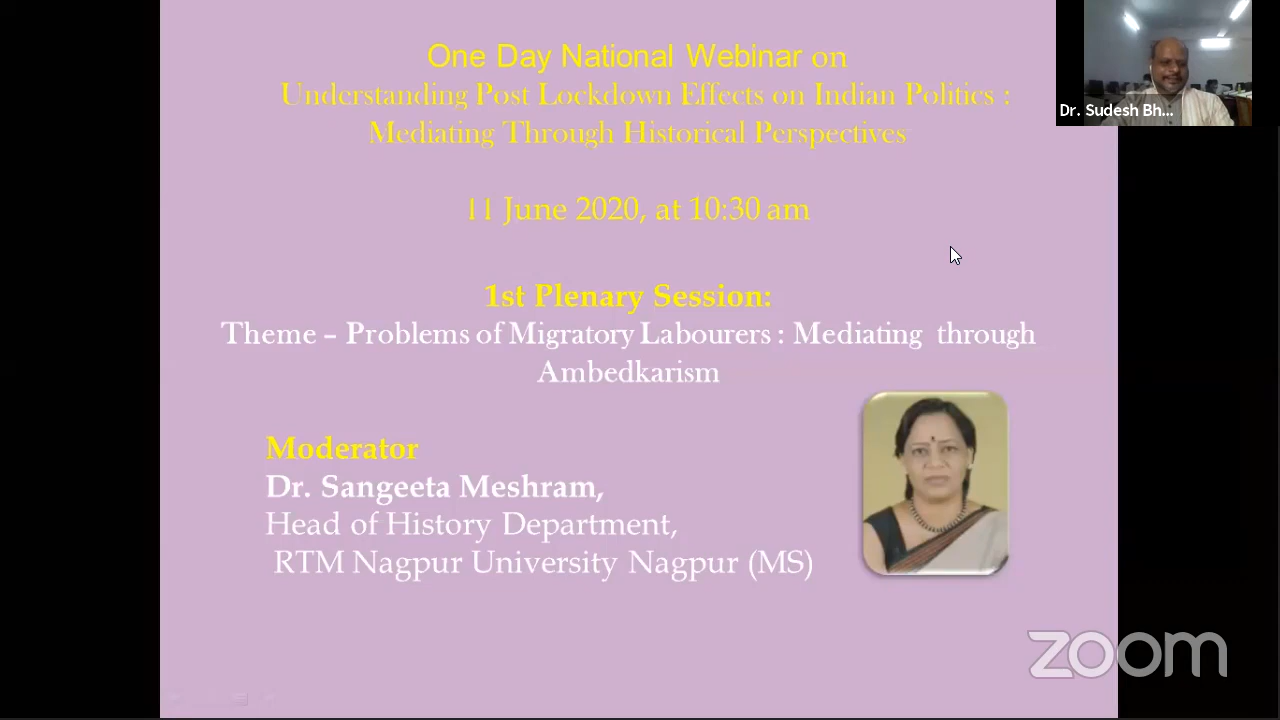 One Day National Webinar on
Understanding Post Lockdown Effects on Indian Politics :
Mediating Through Historical Perspectives
11 June 2020, at 10:30 am
1st Plenary Session:
Theme – Problems of Migratory Labourers : Mediating through
Ambedkarism
Moderator
Dr. Sangeeta Meshram,
Head of History Department,
RTM Nagpur University Nagpur (MS)
Dr. Sudesh Bh...
zoom